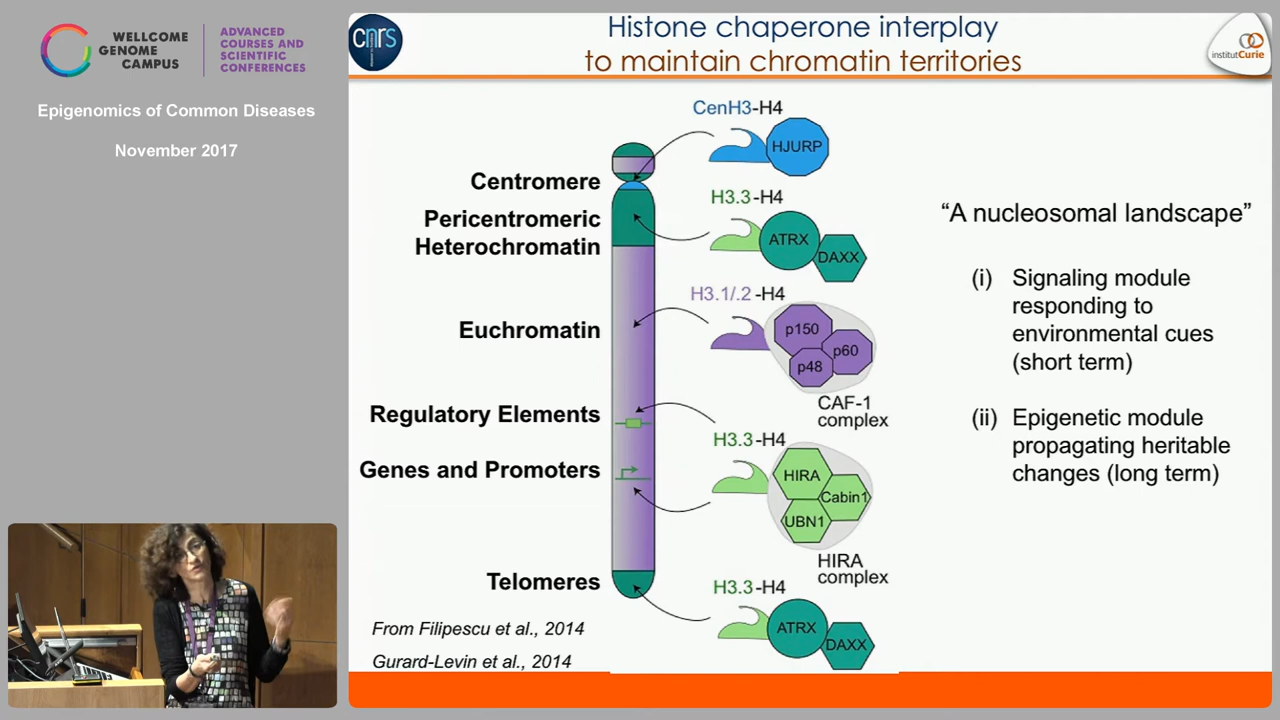 WELLCOME
GENOME
CAMPUS
ADVANCED
COURSES AND
SCIENTIFIC
CONFERENCES
Epigenomics of Common Diseases
November 2017
cnrs
Histone chaperone interplay
to maintain chromatin territories
institutCurie
CenH3-H4
HJURP
Centromere
H3.3-H4
Pericentromeric
Heterochromatin
ATRX
DAXX
H3.1/.2-H4
Euchromatin
p150
p60
p48
CAF-1
complex
Regulatory Elements
H3.3-H4
Genes and Promoters
HIRA
Cabin1
UBN1
HIRA
complex
Telomeres
H3.3-H4
ATRX
DAXX
From Filipescu et al., 2014
Gurard-Levin et al., 2014
“A nucleosomal landscape”
(i) Signaling module
responding to
environmental cues
(short term)
(ii) Epigenetic module
propagating heritable
changes (long term)